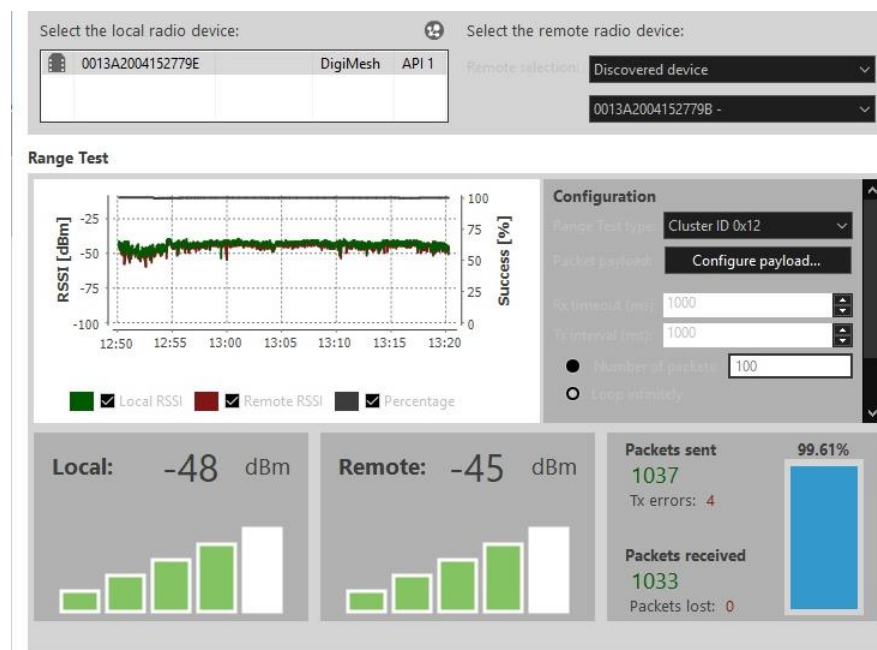 Select the local radio device:
Select the remote radio device:
0013A2004152779E DigiMesh API 1
Remote selection: Discovered device
0013A2004152779B -
Range Test
RSSI [dBm]
-25
-50
-75
-100
12:50 12:55 13:00 13:05 13:10 13:15 13:20
100
75
50
25
0
Success [%]
Local RSSI Remote RSSI Percentage
Configuration
Range Test type: Cluster ID 0x12
Packet payload: Configure payload...
Rx timeout (ms): 1000
Tx interval (ms): 1000
Number of packets: 100
Loop infinitely
Local: -48 dBm
Remote: -45 dBm
Packets sent
1037
Tx errors: 4
Packets received
1033
Packets lost: 0
99.61%